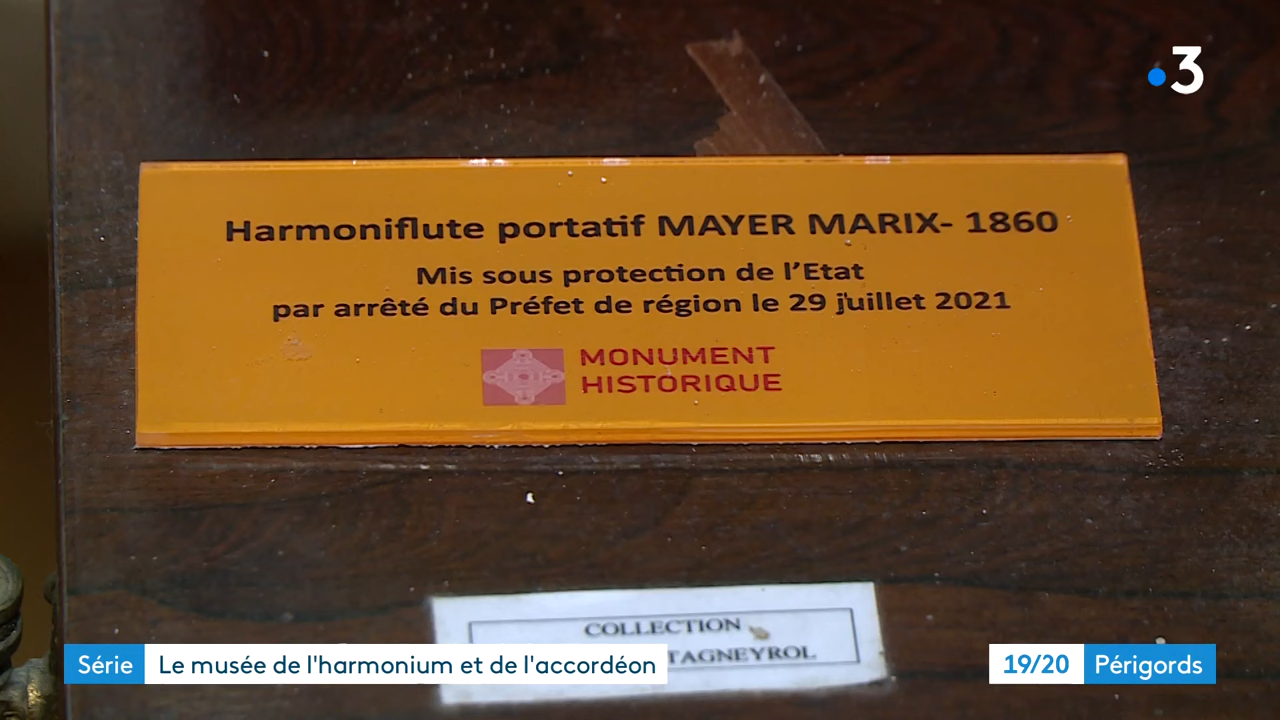 3
Harmoniflute portatif MAYER MARIX- 1860
Mis sous protection de l'Etat
par arrêté du Préfet de région le 29 juillet 2021
MONUMENT
HISTORIQUE
COLLECTION
TAGNEYROL
Série Le musée de l'harmonium et de l'accordéon
19/20 Périgords